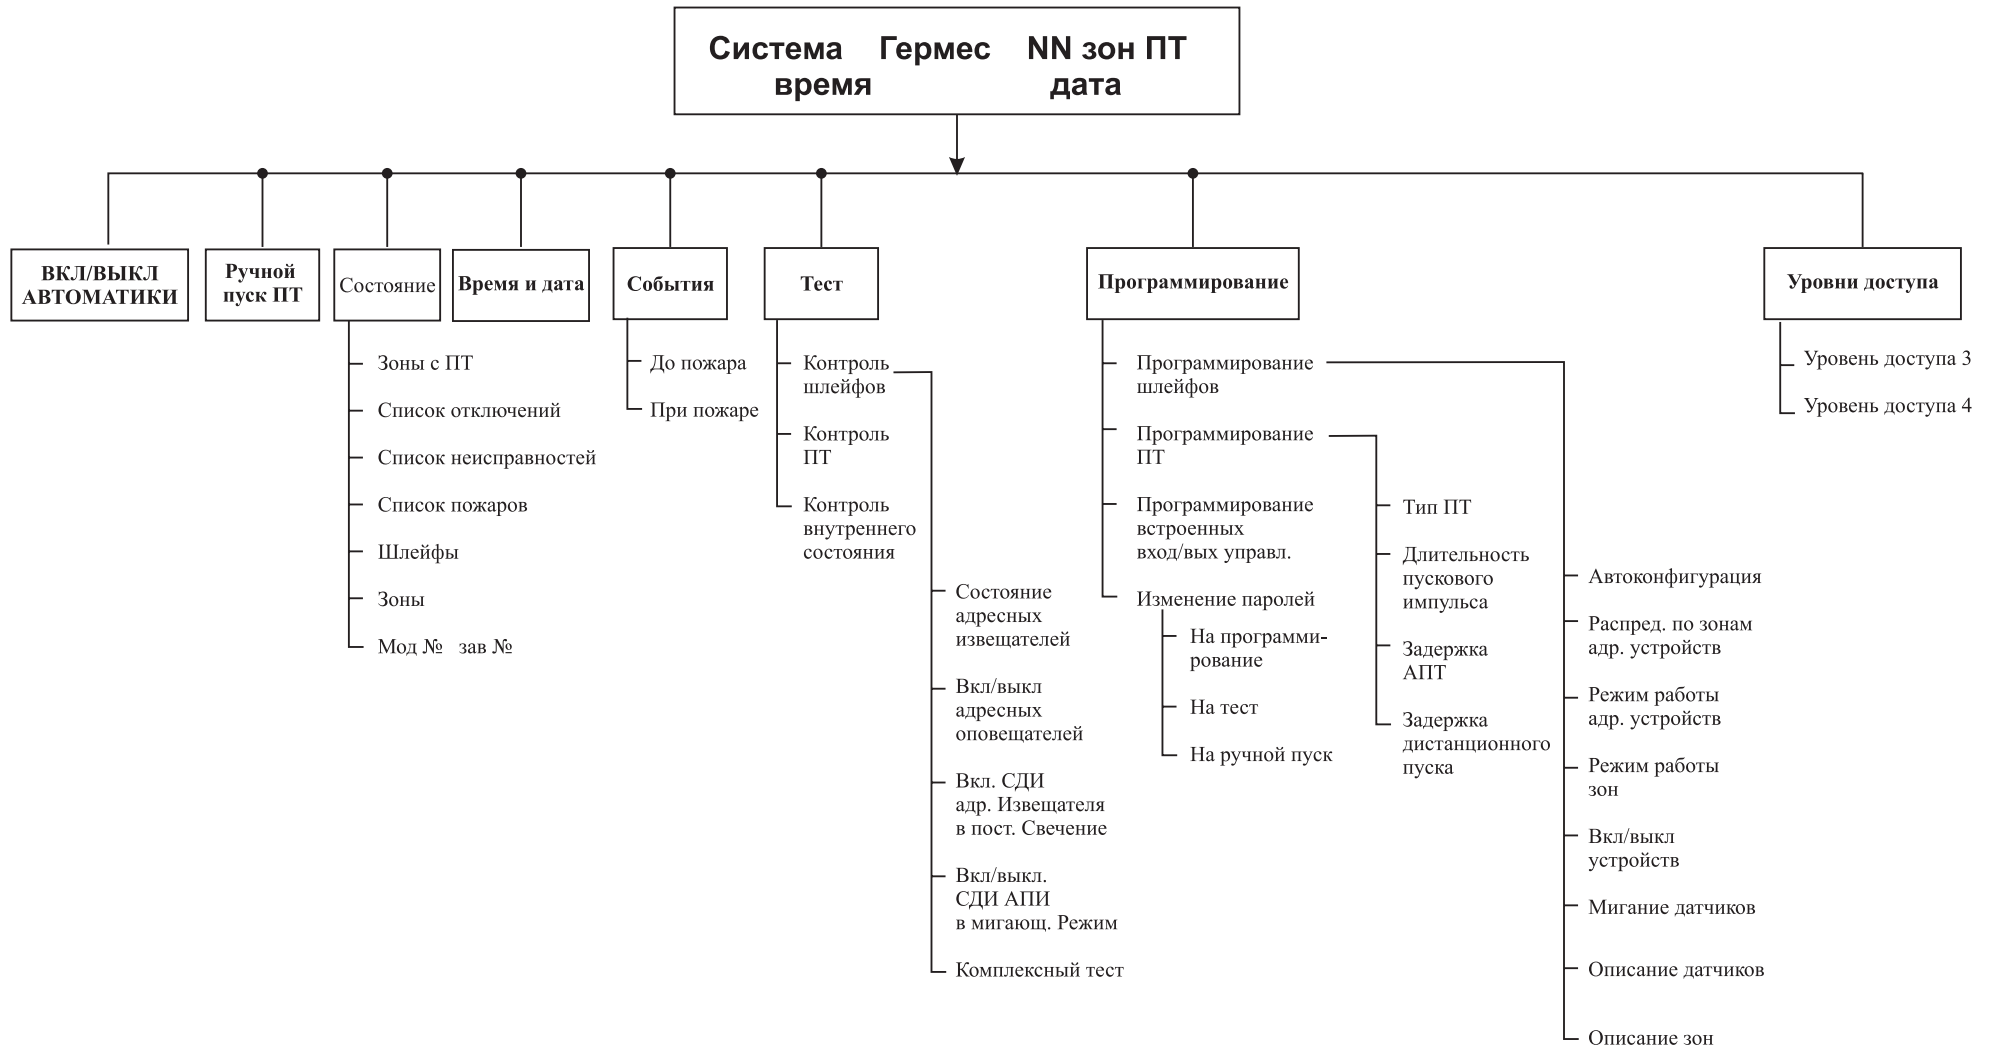 Система Гермес NN зон ПТ
время дата
ВКЛ/ВЫКЛ
АВТОМАТИКИ
Ручной
пуск ПТ
Состояние
Время и дата
События
Тест
Программирование
Уровни доступа
Зоны с ПТ
Список отключений
Список неисправностей
Список пожаров
Шлейфы
Зоны
Мод № зав №
До пожара
При пожаре
Контроль
шлейфов
Контроль
ПТ
Контроль
внутреннего
состояния
Состояние
адресных
извещателей
Вкл/выкл
адресных
оповещателей
Вкл. СДИ
адр. Извещателя
в пост. Свечение
Вкл/выкл.
СДИ АПИ
в мигающ. Режим
Комплексный тест
Программирование
шлейфов
Программирование
ПТ
Программирование
встроенных
вход/вых управл.
Изменение паролей
На программи-
рование
На тест
На ручной пуск
Тип ПТ
Длительность
пускового
импульса
Задержка
АПТ
Задержка
дистанционного
пуска
Автоконфигурация
Распред. по зонам
адр. устройств
Режим работы
адр. устройств
Режим работы
зон
Вкл/выкл
устройств
Мигание датчиков
Описание датчиков
Описание зон
Уровень доступа 3
Уровень доступа 4